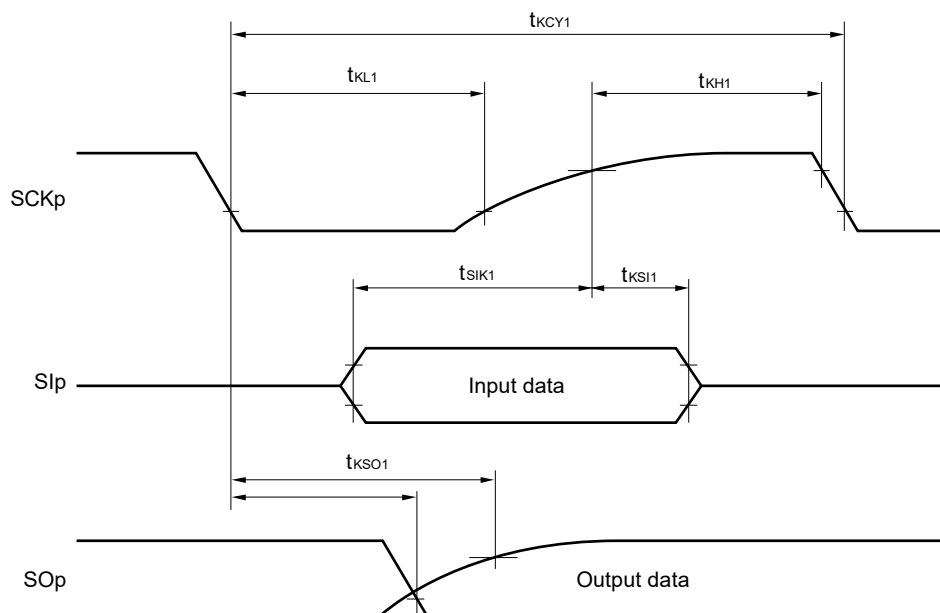 tKCY1
tKL1
tKH1
SCKp
tSIK1
tKSI1
SIp
Input data
tKSO1
SOp
Output data